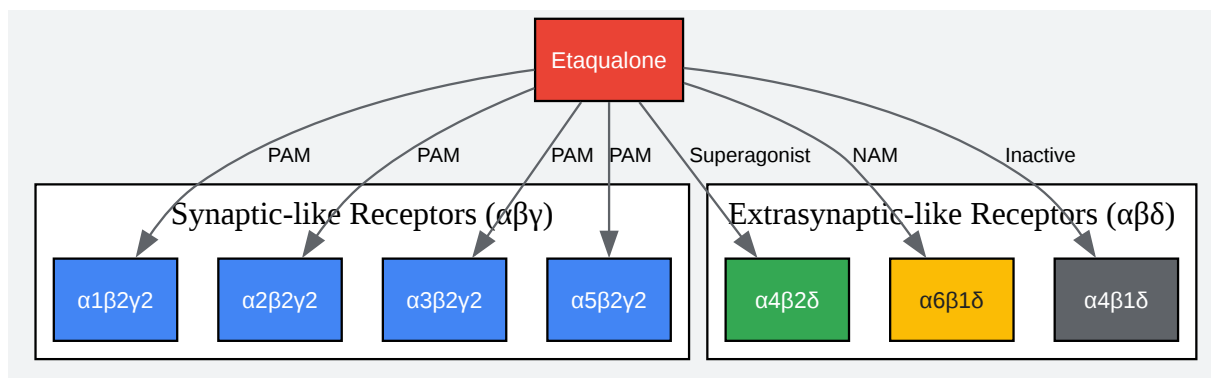 Etaqualone
PAM
PAM
PAM
PAM
Superagonist
NAM
Inactive
Synaptic-like Receptors (αβγ)
Extrasynaptic-like Receptors (αβδ)
α1β2γ2
α2β2γ2
α3β2γ2
α5β2γ2
α4β2δ
α6β1δ
α4β1δ